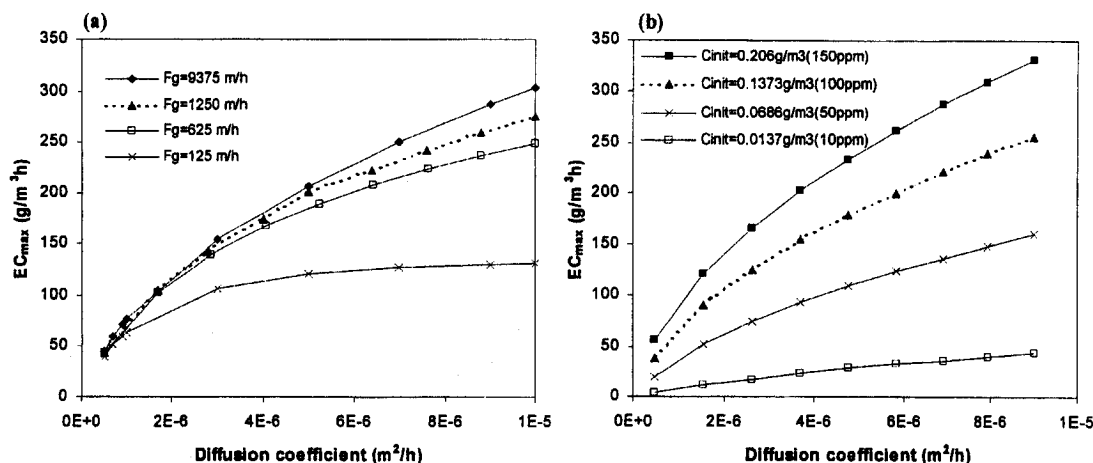 (a)
350
300
250
200
150
100
50
0
ECmax (g/m³h)
Fg=9375 m/h
Fg=1250 m/h
Fg=625 m/h
Fg=125 m/h
0E+0 2E-6 4E-6 6E-6 8E-6 1E-5
Diffusion coefficient (m²/h)
(b)
350
300
250
200
150
100
50
0
ECmax (g/m³h)
Cinit=0.206g/m3(150ppm)
Cinit=0.1373g/m3(100ppm)
Cinit=0.0686g/m3(50ppm)
Cinit=0.0137g/m3(10ppm)
0E+0 2E-6 4E-6 6E-6 8E-6 1E-5
Diffusion coefficient (m²/h)